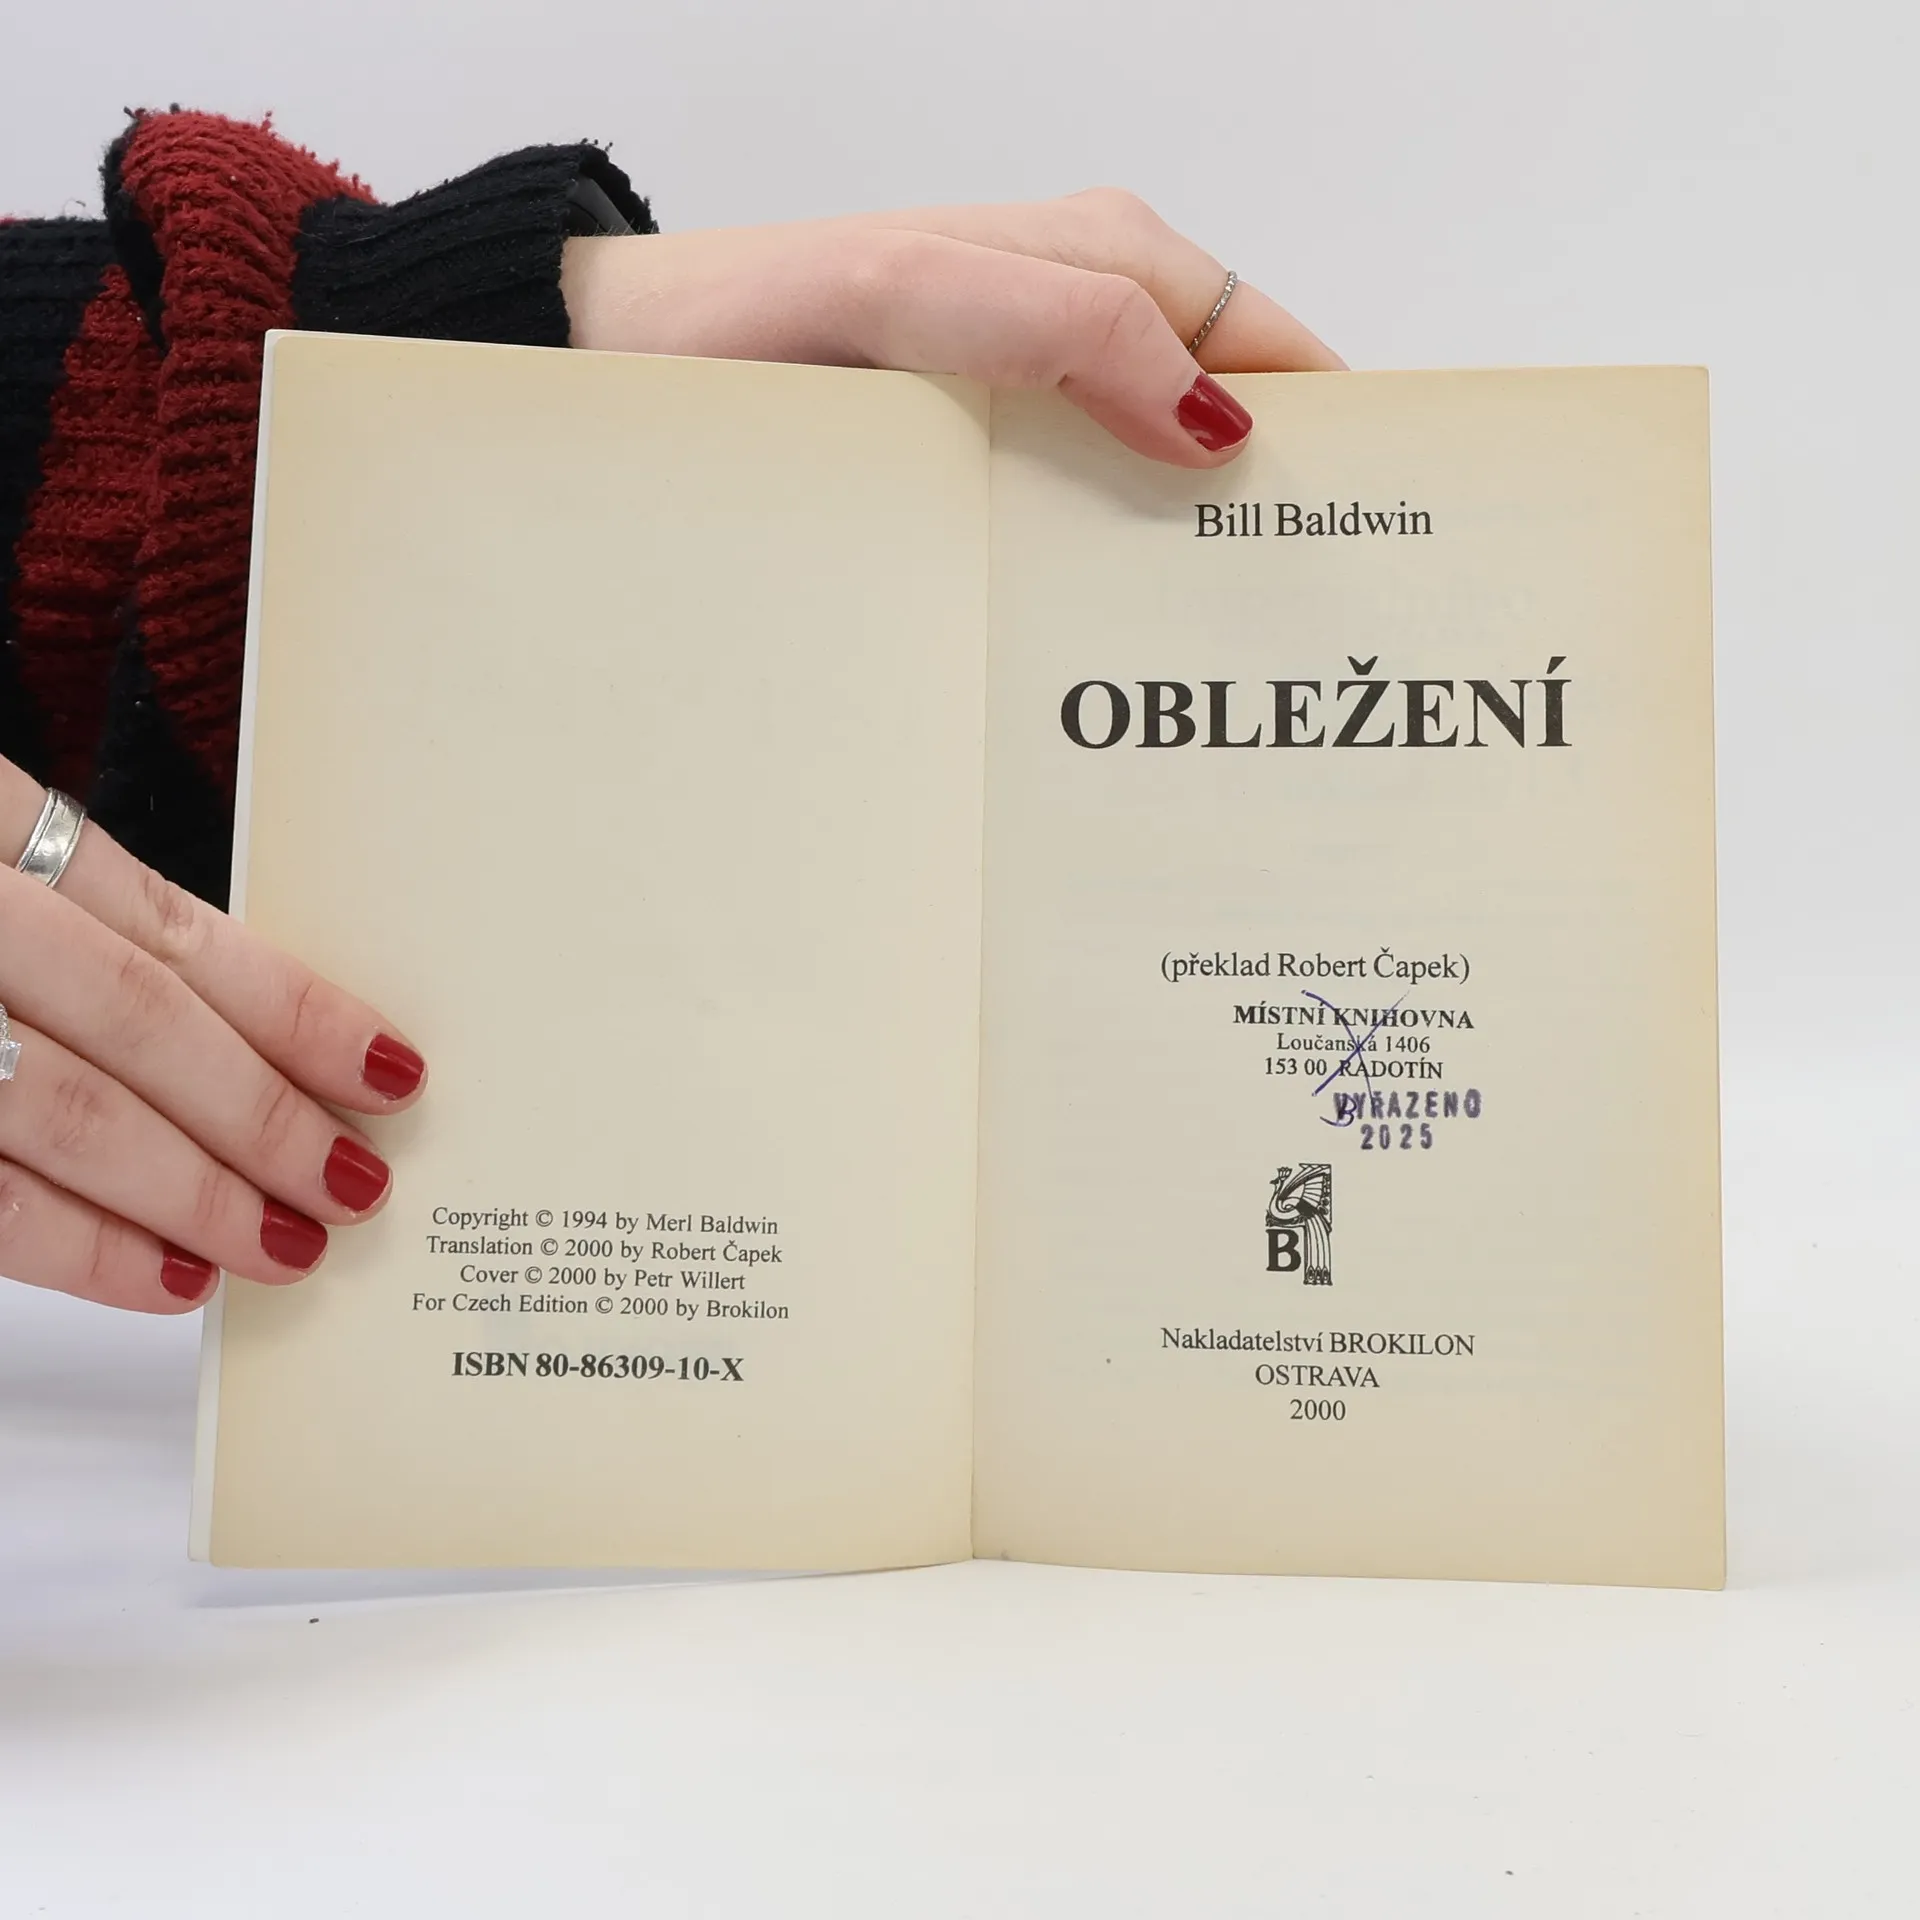 Copyright © 1994 by Merl Baldwin
Translation © 2000 by Robert Čapek
Cover © 2000 by Petr Willert
For Czech Edition © 2000 by Brokilon
ISBN 80-86309-10-X
Bill Baldwin
OBLEŽENÍ
(překlad Robert Čapek)
MÍSTNÍ KNIHOVNA
Loučanská 1406
153 00 RADOTÍN
VYŘAZENO
2025
B
Nakladatelství BROKILON
OSTRAVA
2000